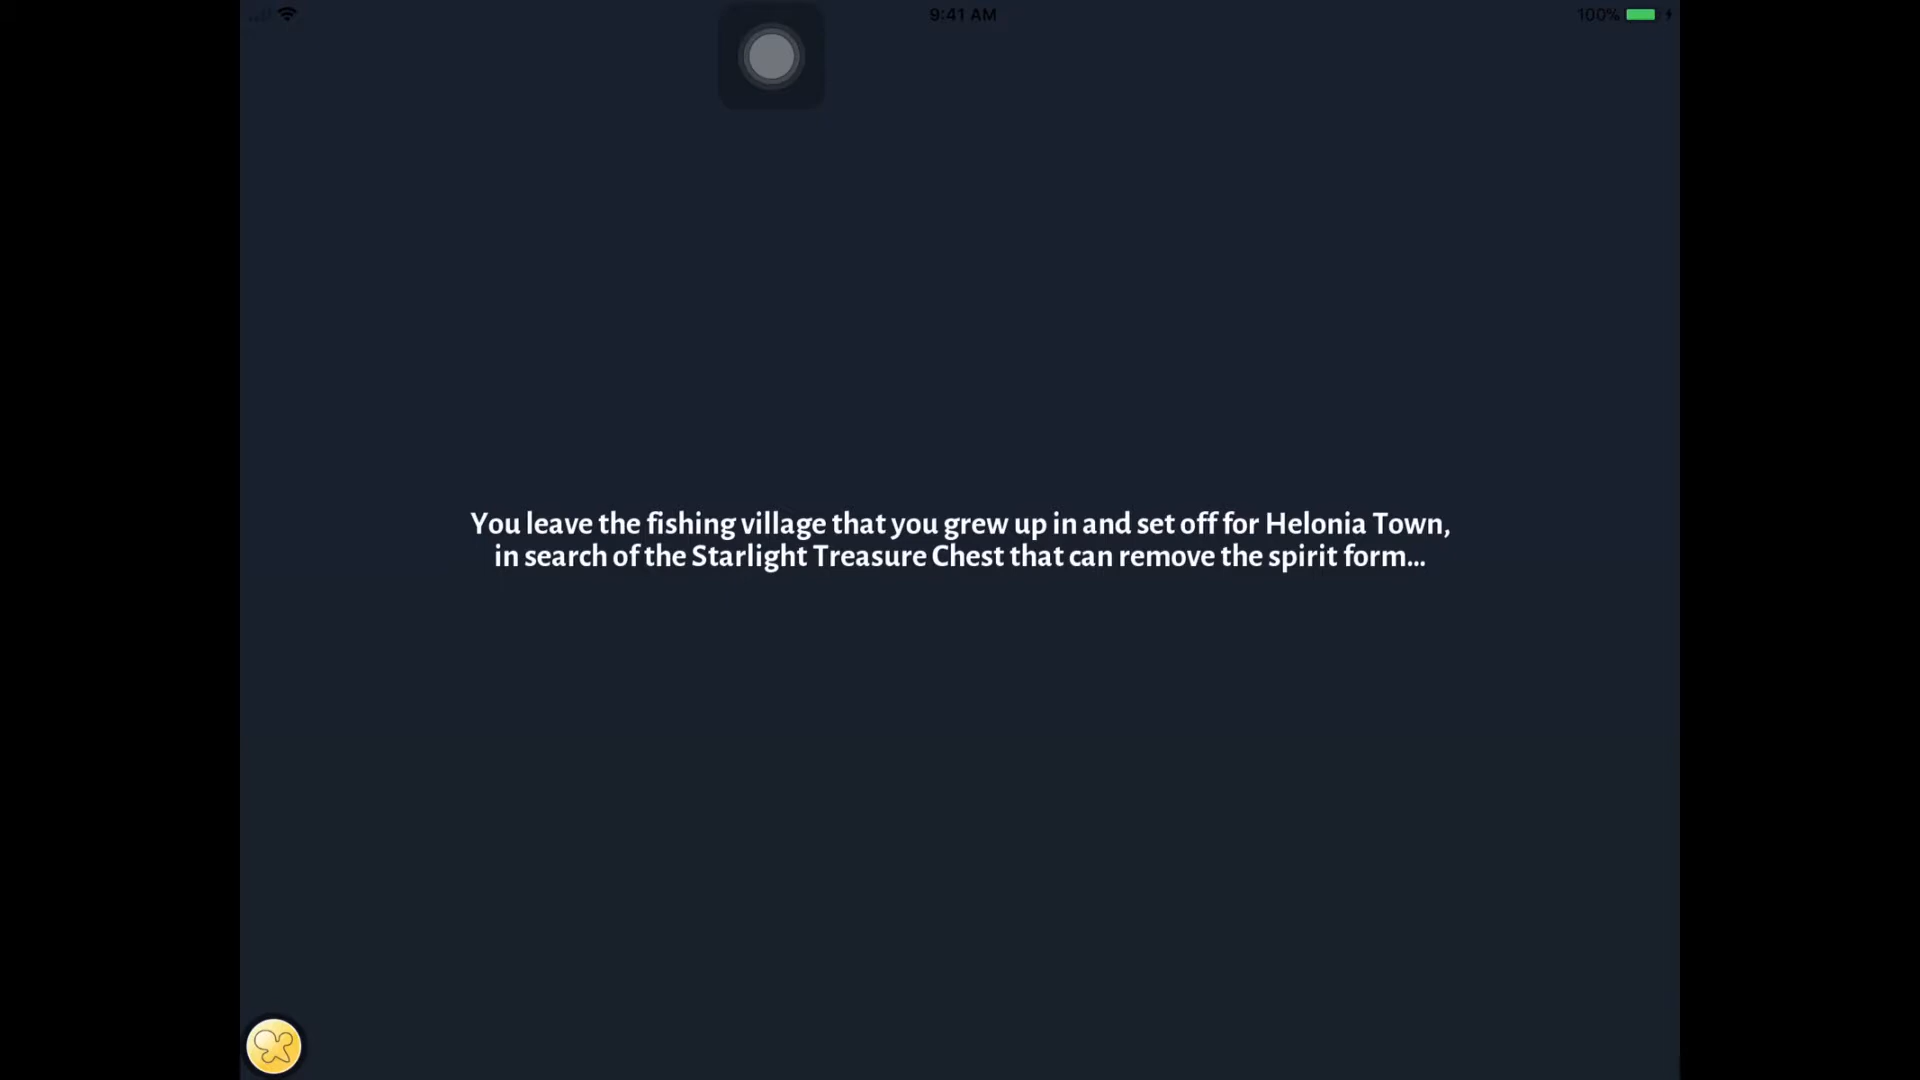 9:41 AM
100%
You leave the fishing village that you grew up in and set off for Helonia Town,
in search of the Starlight Treasure Chest that can remove the spirit form...